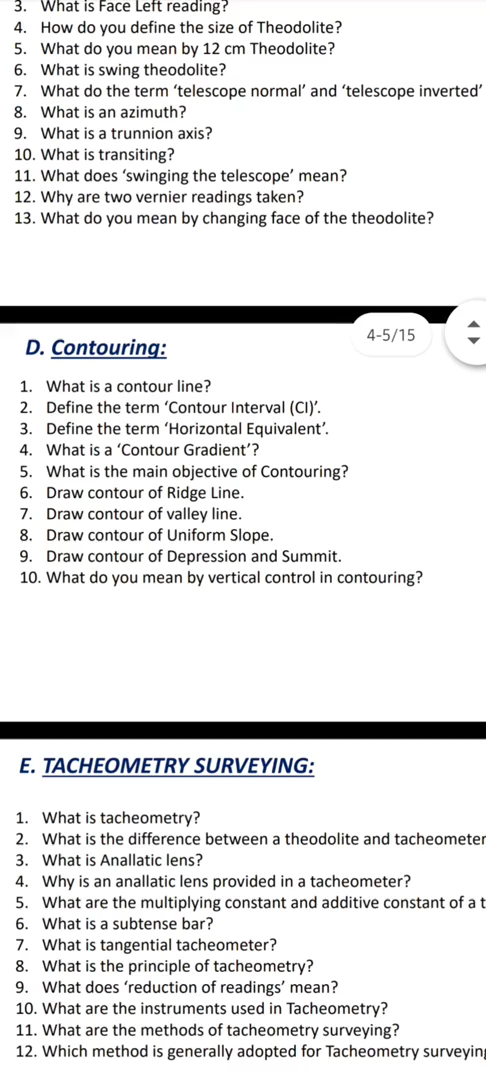 3. What is Face Left reading?
4. How do you define the size of Theodolite?
5. What do you mean by 12 cm Theodolite?
6. What is swing theodolite?
7. What do the term ‘telescope normal’ and ‘telescope inverted’
8. What is an azimuth?
9. What is a trunnion axis?
10. What is transiting?
11. What does ‘swinging the telescope’ mean?
12. Why are two vernier readings taken?
13. What do you mean by changing face of the theodolite?
4-5/15
D. Contouring:
1. What is a contour line?
2. Define the term ‘Contour Interval (CI)’.
3. Define the term ‘Horizontal Equivalent’.
4. What is a ‘Contour Gradient’?
5. What is the main objective of Contouring?
6. Draw contour of Ridge Line.
7. Draw contour of valley line.
8. Draw contour of Uniform Slope.
9. Draw contour of Depression and Summit.
10. What do you mean by vertical control in contouring?
E. TACHEOMETRY SURVEYING:
1. What is tacheometry?
2. What is the difference between a theodolite and tacheometer
3. What is Anallatic lens?
4. Why is an anallatic lens provided in a tacheometer?
5. What are the multiplying constant and additive constant of a t
6. What is a subtense bar?
7. What is tangential tacheometer?
8. What is the principle of tacheometry?
9. What does ‘reduction of readings’ mean?
10. What are the instruments used in Tacheometry?
11. What are the methods of tacheometry surveying?
12. Which method is generally adopted for Tacheometry surveying